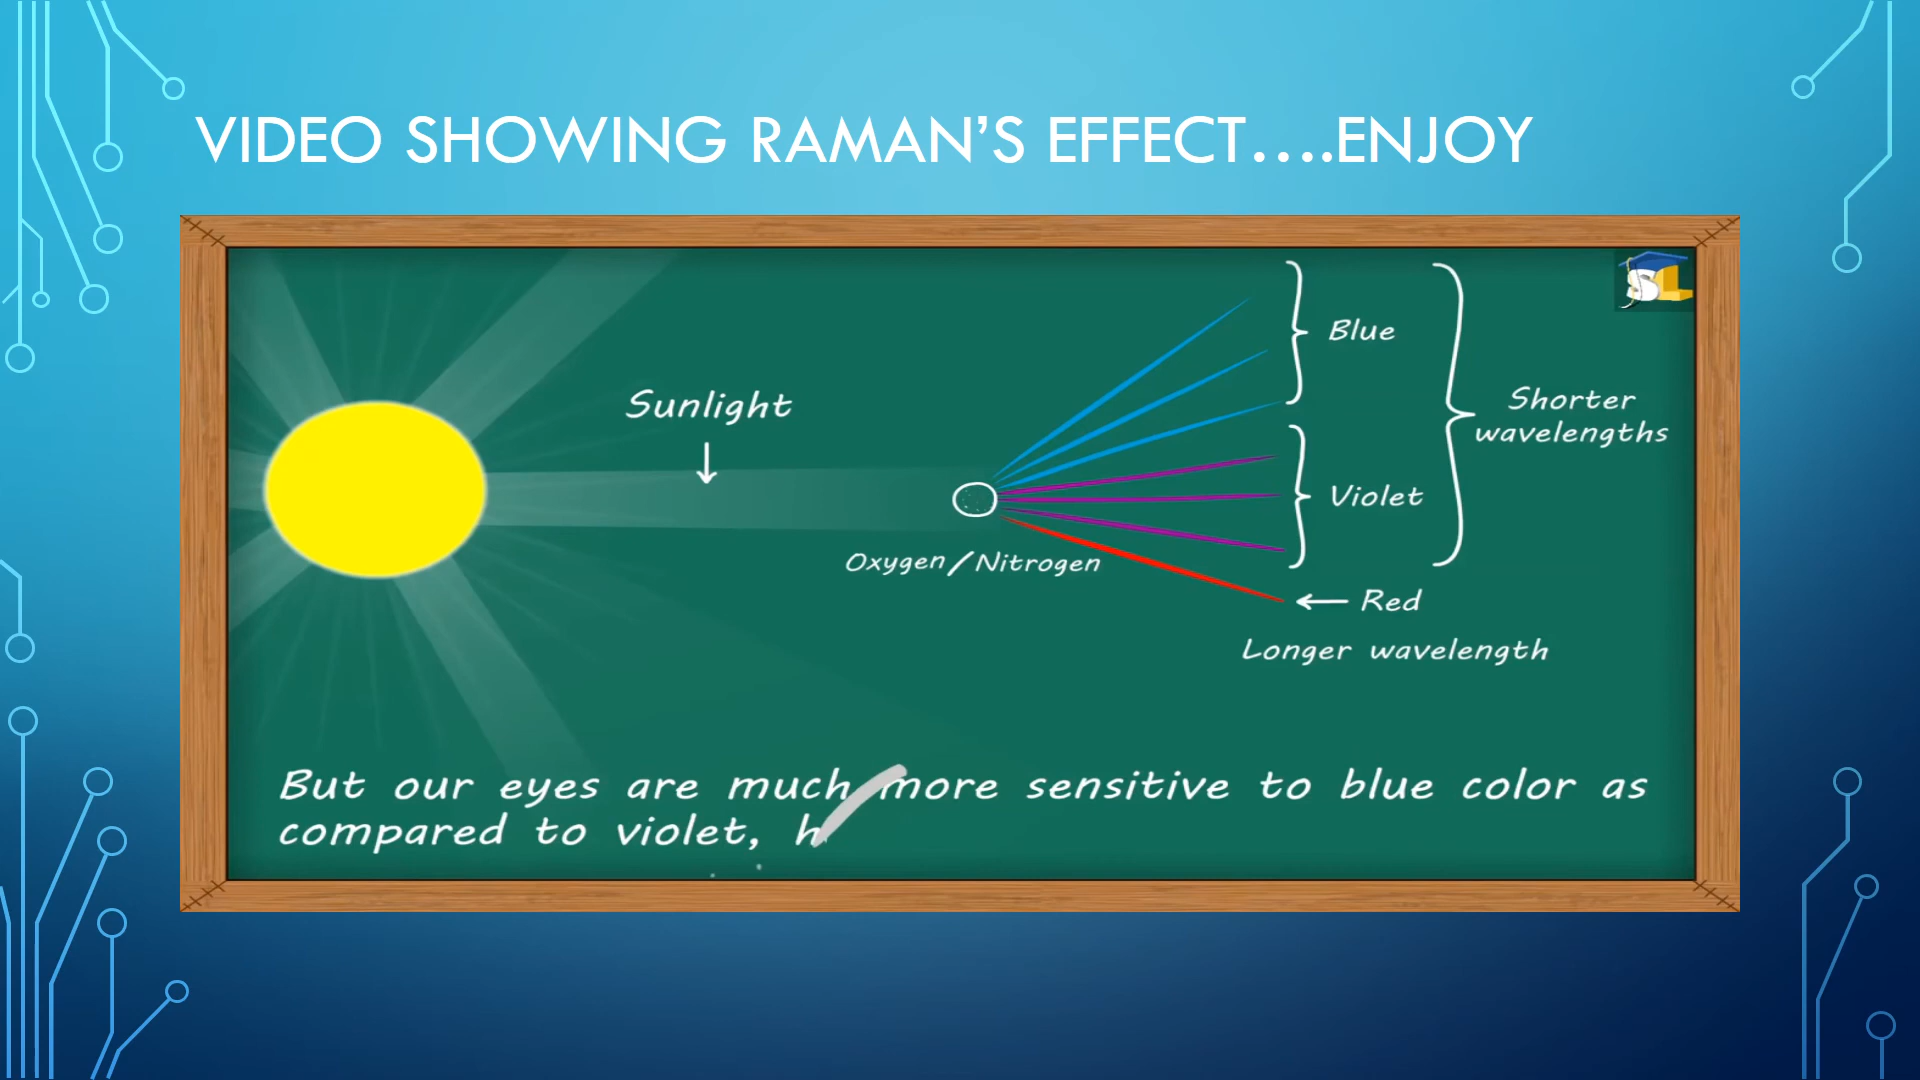 VIDEO SHOWING RAMAN’S EFFECT....ENJOY
Blue
Sunlight
Shorter
wavelengths
Violet
Oxygen/Nitrogen
Red
Longer wavelength
But our eyes are much more sensitive to blue color as
compared to violet, h